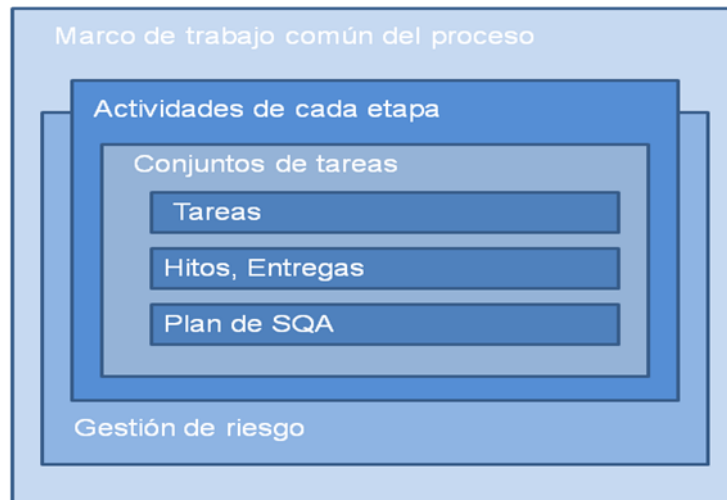 Marco de trabajo común del proceso
Actividades de cada etapa
Conjuntos de tareas
Tareas
Hitos, Entregas
Plan de SQA
Gestión de riesgo